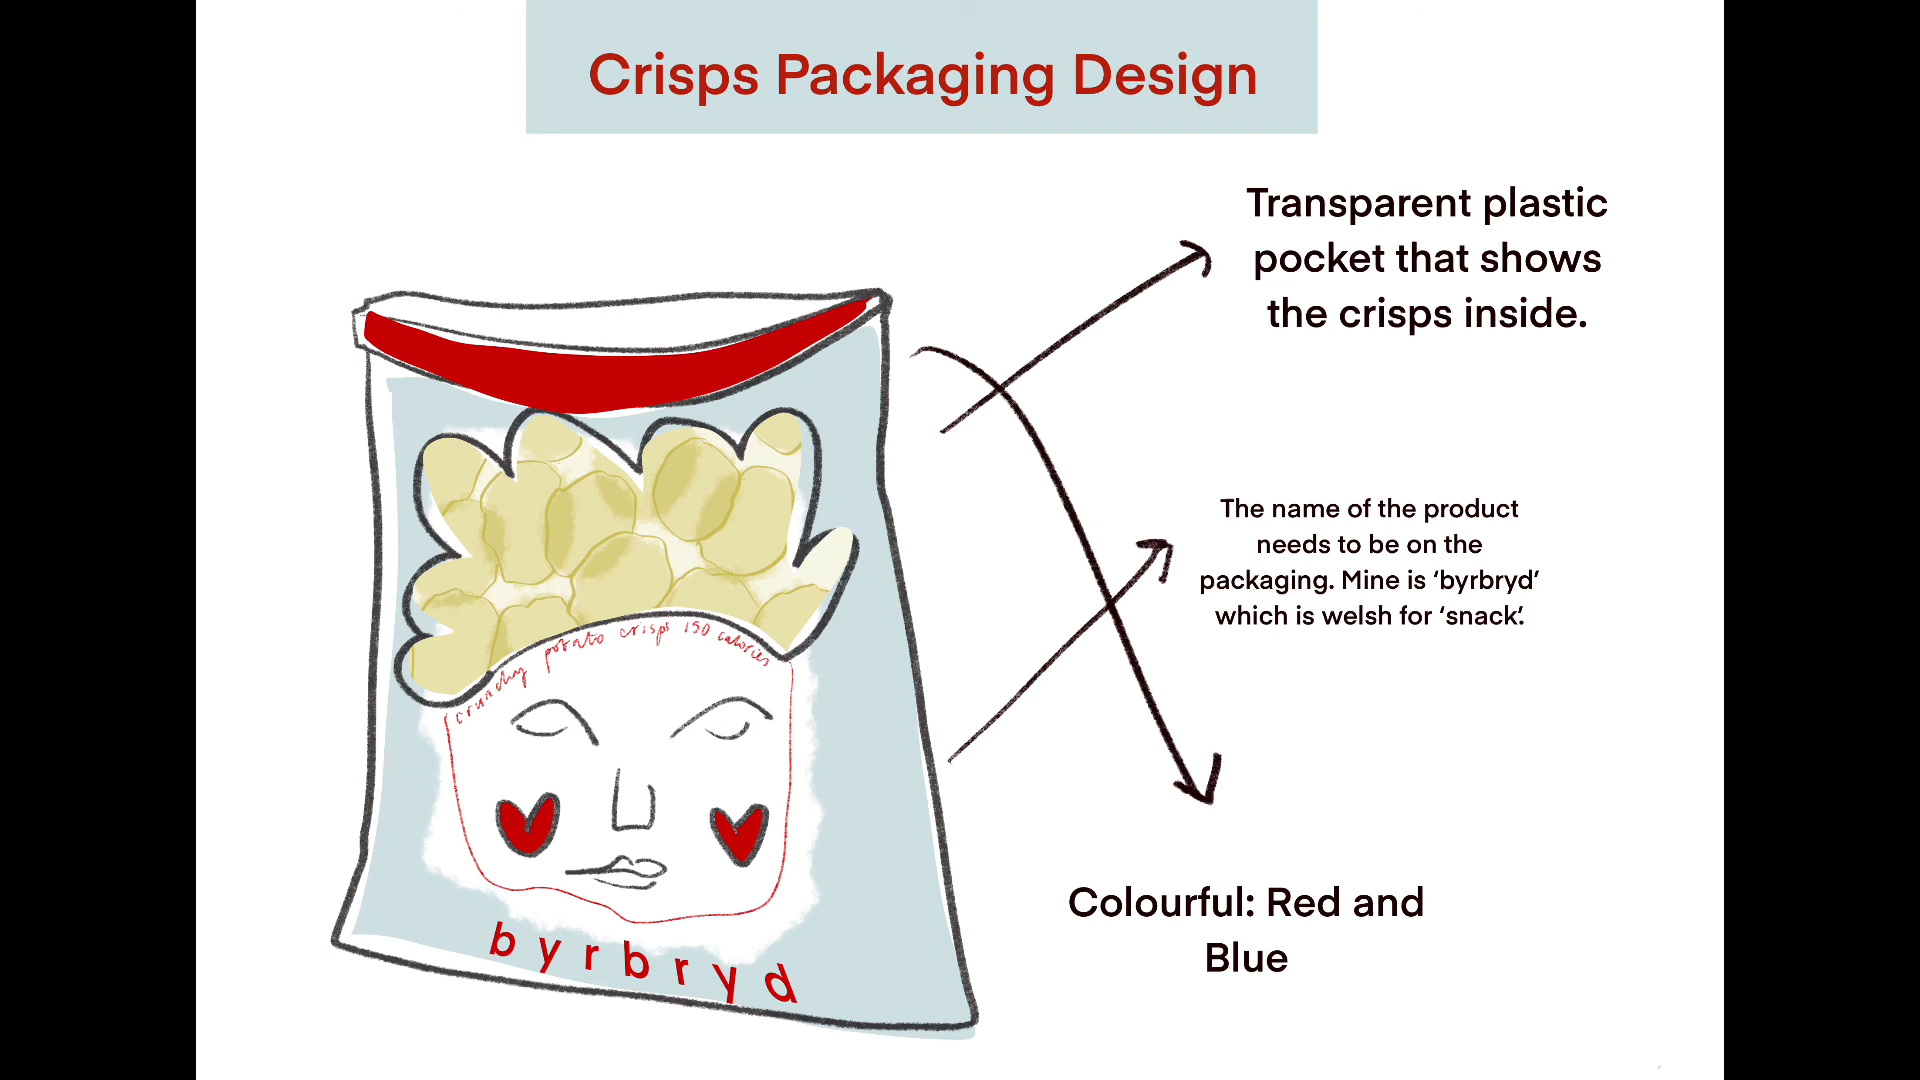 Crisps Packaging Design
Transparent plastic
pocket that shows
the crisps inside.
The name of the product
needs to be on the
packaging. Mine is ‘byrbryd’
which is welsh for ‘snack’.
crunchy potato crisps 150 calories
byrbryd
Colourful: Red and
Blue